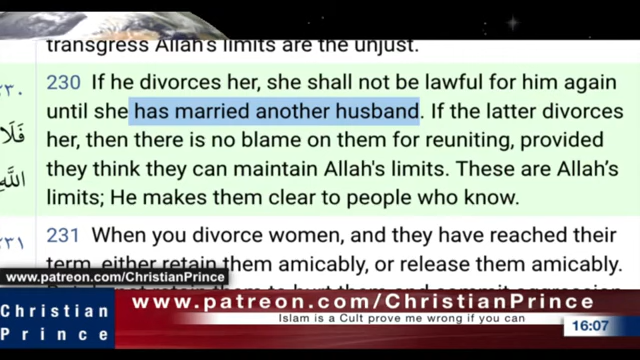 transgress Allah's limits are the unjust.
230 If he divorces her, she shall not be lawful for him again
until she has married another husband. If the latter divorces
her, then there is no blame on them for reuniting, provided
they think they can maintain Allah's limits. These are Allah’s
limits; He makes them clear to people who know.
٢٣٠
فَلَا
اللَّهِ
231 When you divorce women, and they have reached their
term, either retain them amicably, or release them amicably.
٢٣١
www.patreon.com/ChristianPrince
Christian
Prince
www.patreon.com/ChristianPrince
Islam is a Cult prove me wrong if you can
16:07